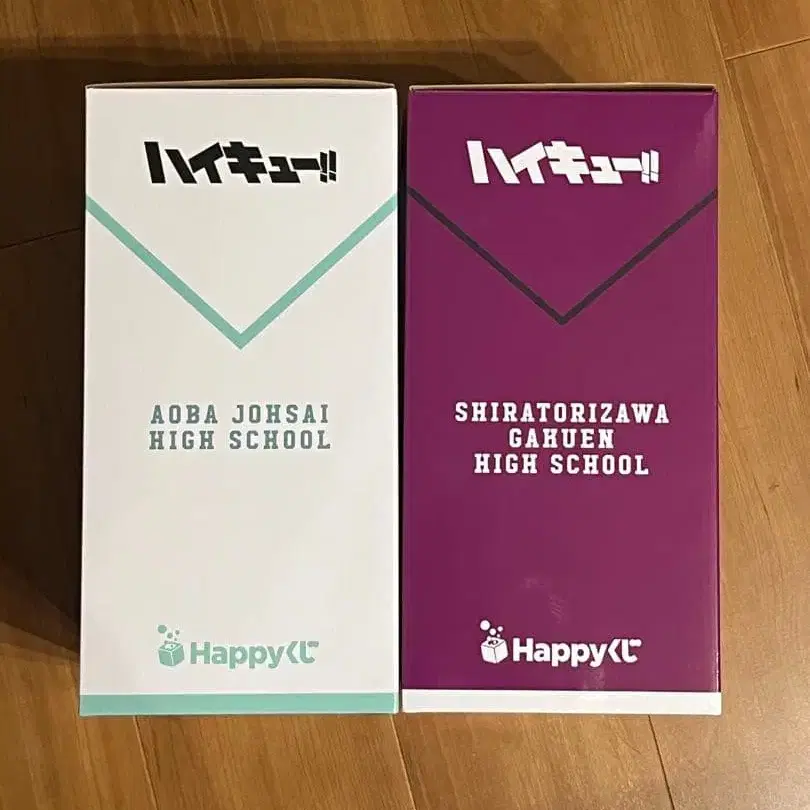 ハイキュー!!
AOBA JOHSAI
HIGH SCHOOL
Happyくじ
ハイキュー!!
SHIRATORIZAWA
GAKUEN
HIGH SCHOOL
Happyくじ